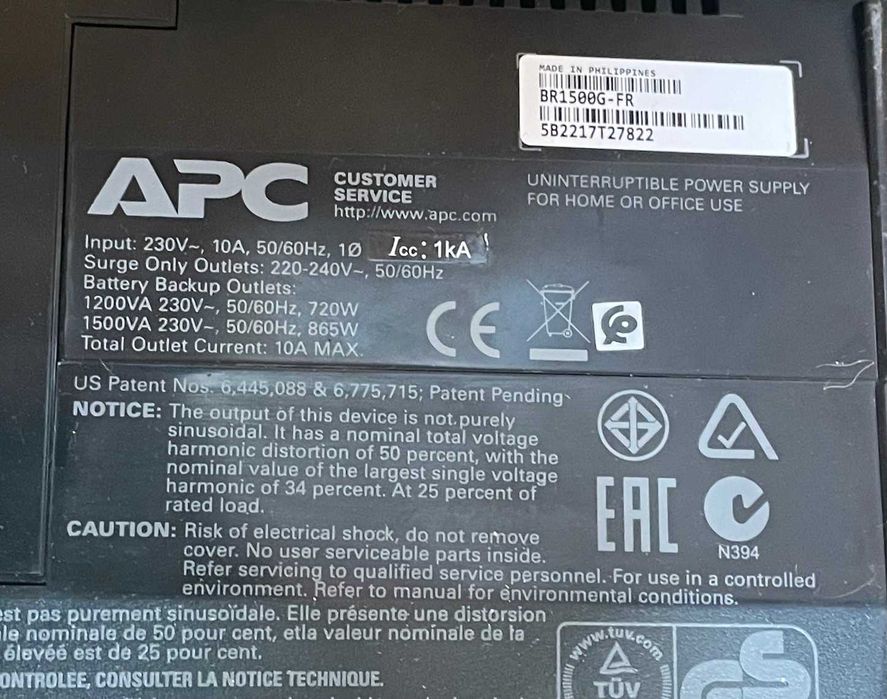 MADE IN PHILIPPINES
BR1500G-FR
5B2217T27822
APC
CUSTOMER
SERVICE
http://www.apc.com
UNINTERRUPTIBLE POWER SUPPLY
FOR HOME OR OFFICE USE
Input: 230V~, 10A, 50/60Hz, 1Ø Icc: 1kA
Surge Only Outlets: 220-240V~, 50/60Hz
Battery Backup Outlets:
1200VA 230V~, 50/60Hz, 720W
1500VA 230V~, 50/60Hz, 865W
Total Outlet Current: 10A MAX.
CE
US Patent Nos. 6,445,088 & 6,775,715; Patent Pending
NOTICE: The output of this device is not purely
sinusoidal. It has a nominal total voltage
harmonic distortion of 50 percent, with the
nominal value of the largest single voltage
harmonic of 34 percent. At 25 percent of
rated load.
EAC
N394
CAUTION: Risk of electrical shock, do not remove
cover. No user serviceable parts inside.
Refer servicing to qualified service personnel. For use in a controlled
environment. Refer to manual for environmental conditions.
est pas purement sinusoïdale. Elle présente une distorsion
le nominale de 50 pour cent, etla valeur nominale de la
élevéé est de 25 pour cent.
ONTROLEE, CONSULTER LA NOTICE TECHNIQUE.
www.tuv.com
TÜV
GS